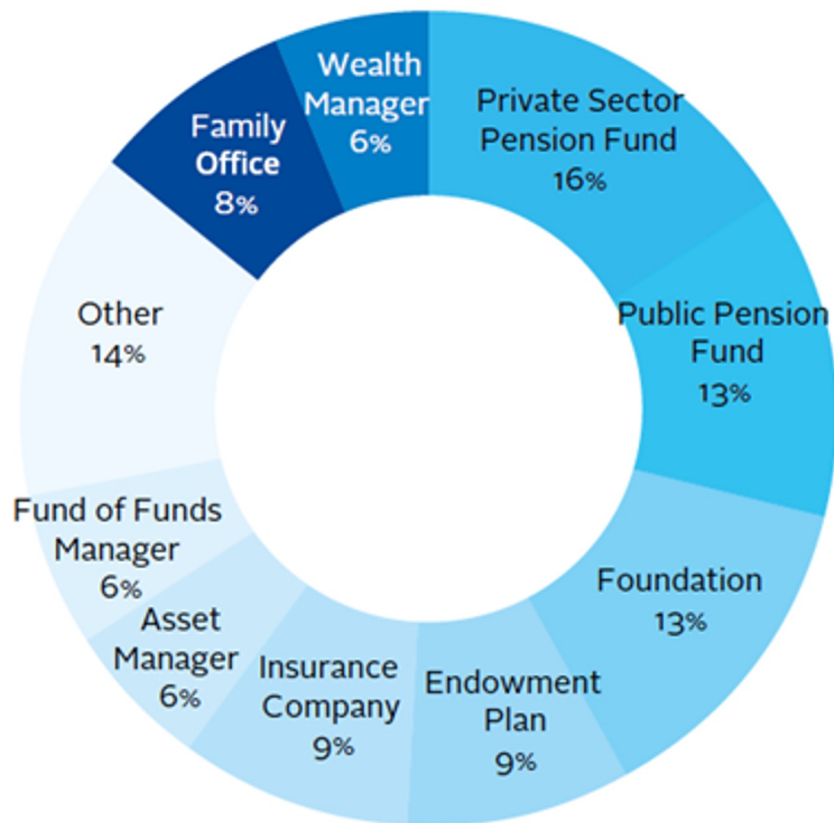 Wealth
Manager
6%
Private Sector
Pension Fund
16%
Public Pension
Fund
13%
Foundation
13%
Endowment
Plan
9%
Insurance
Company
9%
Asset
Manager
6%
Fund of Funds
Manager
6%
Other
14%
Family
Office
8%